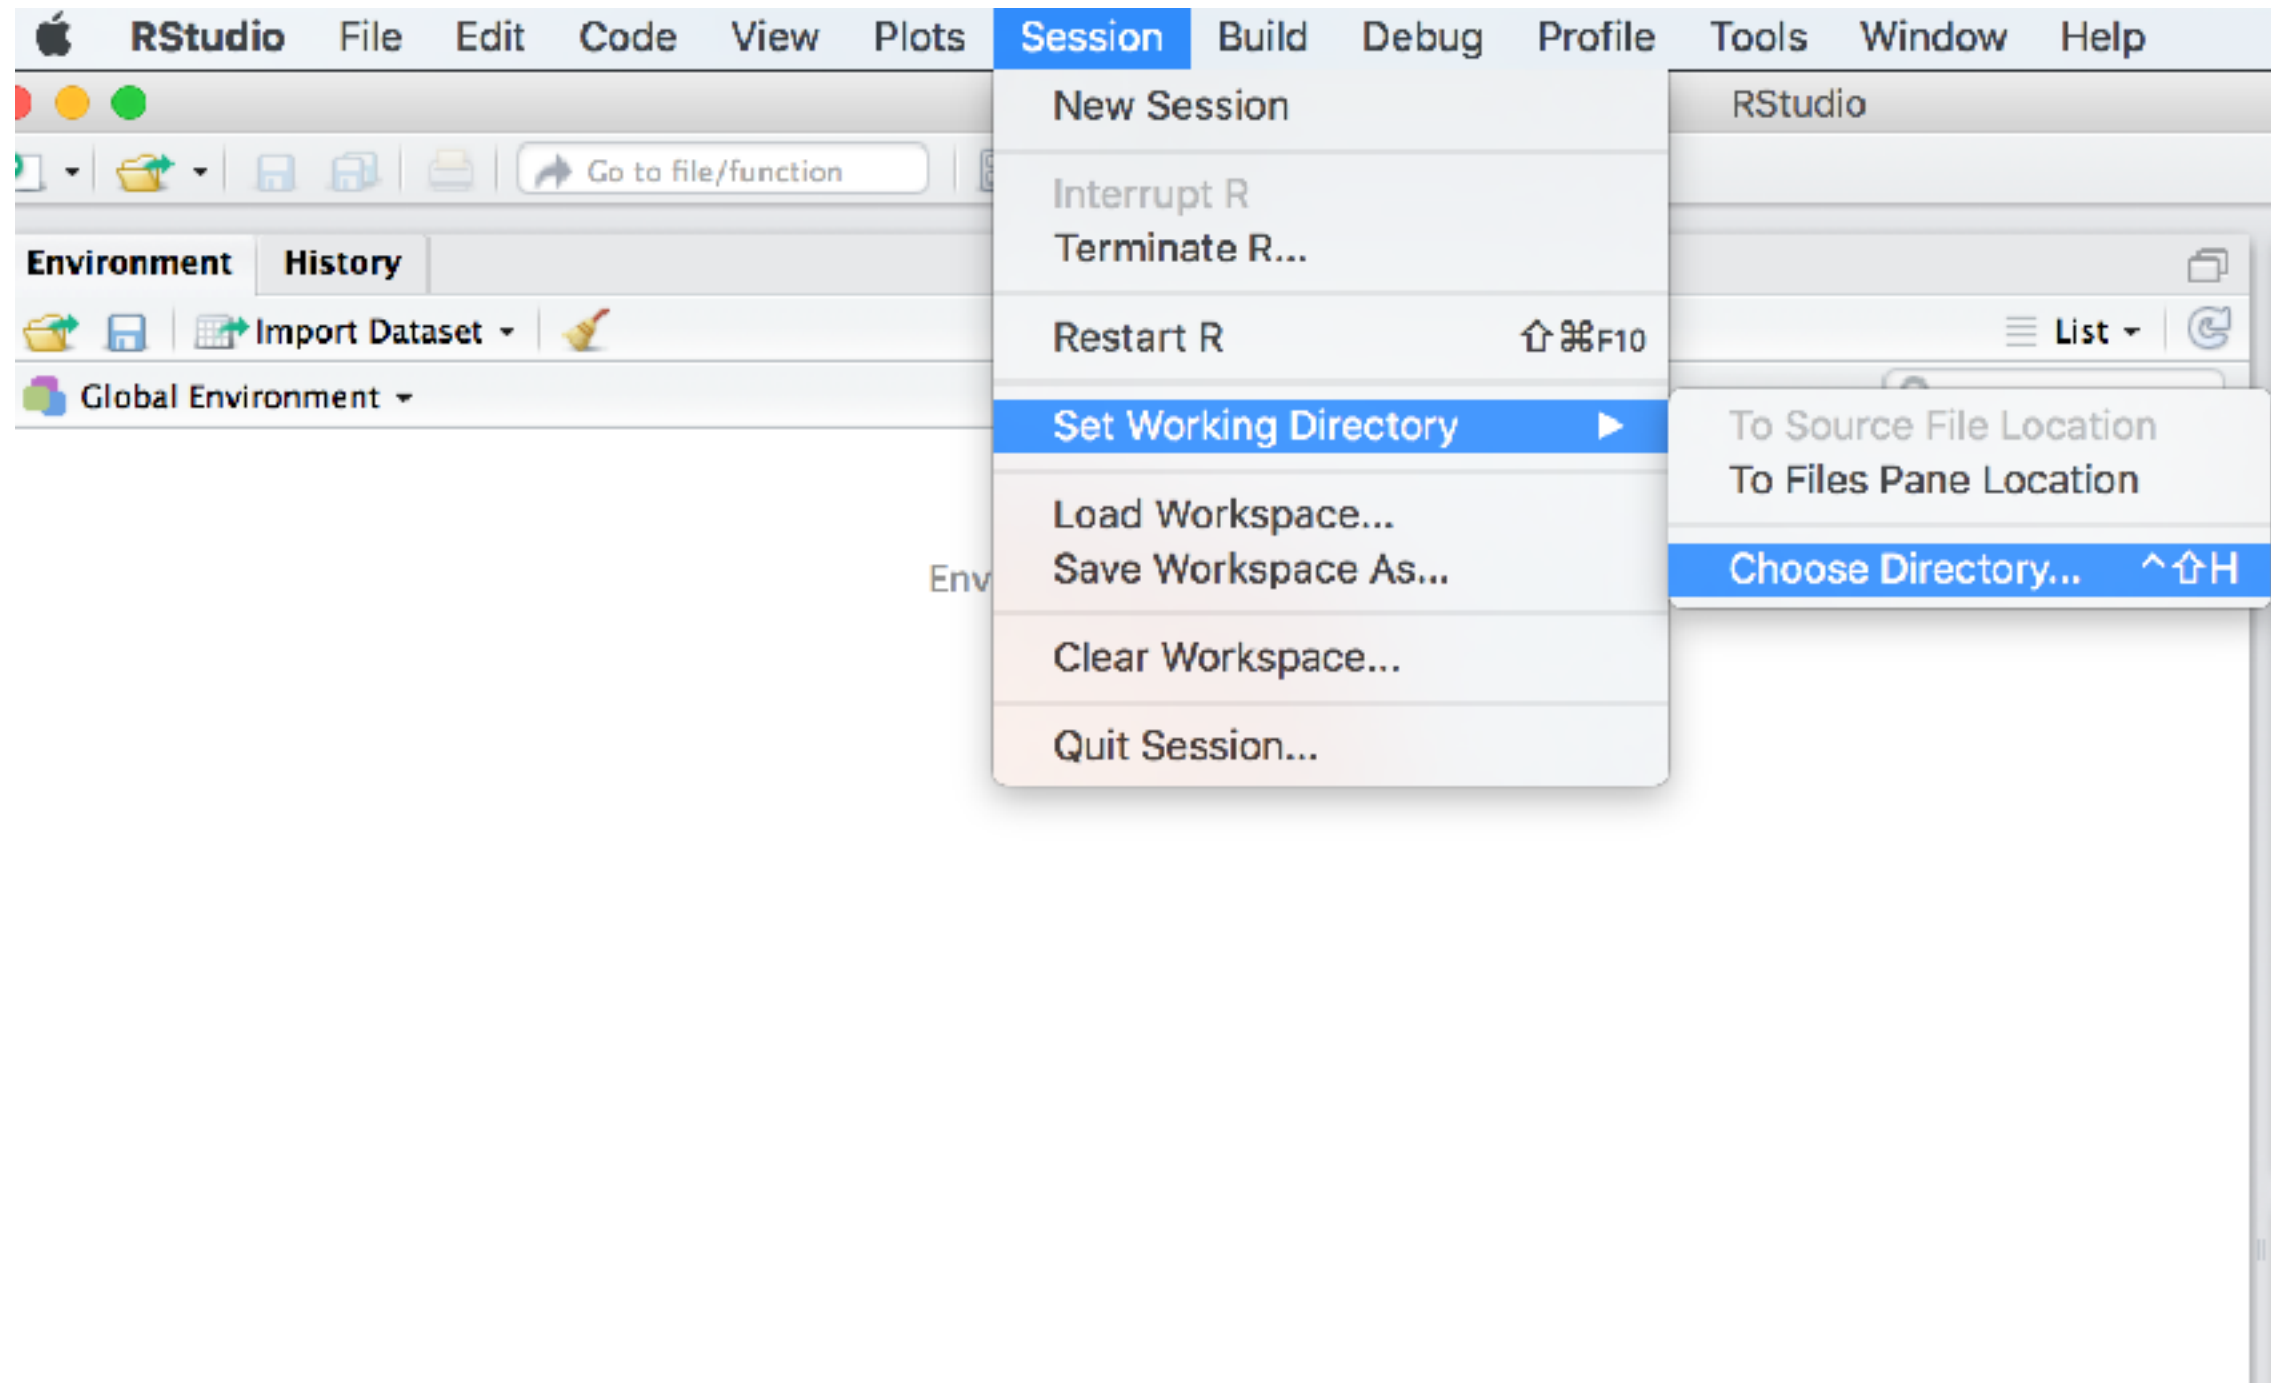 RStudio File Edit Code View Plots Session Build Debug Profile Tools Window Help
RStudio
Go to file/function
Environment History
Import Dataset List
Global Environment
Env
New Session
Interrupt R
Terminate R...
Restart R ⇧⌘F10
Set Working Directory ▶
Load Workspace...
Save Workspace As...
Clear Workspace...
Quit Session...
To Source File Location
To Files Pane Location
Choose Directory... ^⇧H